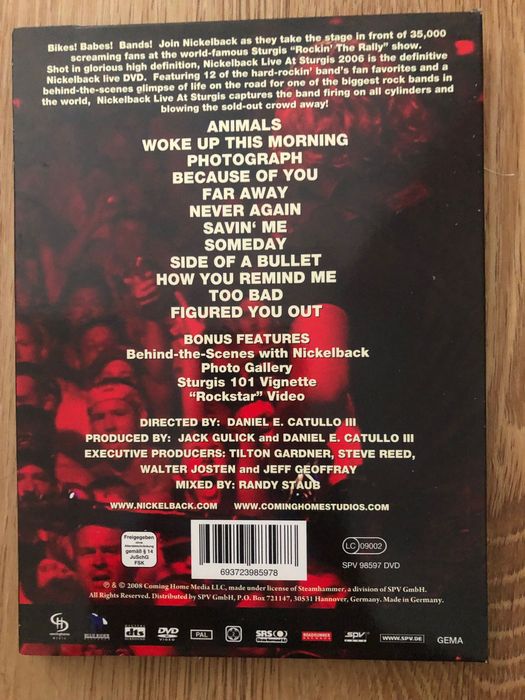 Bikes! Babes! Bands! Join Nickelback as they take the stage in front of 35,000
screaming fans at the world-famous Sturgis "Rockin' The Rally" show.
Shot in glorious high definition, Nickelback Live At Sturgis 2006 is the definitive
Nickelback live DVD. Featuring 12 of the hard-rockin' band's fan favorites and a
behind-the-scenes glimpse of life on the road for one of the biggest rock bands in
the world, Nickelback Live At Sturgis captures the band firing on all cylinders and
blowing the sold-out crowd away!
ANIMALS
WOKE UP THIS MORNING
PHOTOGRAPH
BECAUSE OF YOU
FAR AWAY
NEVER AGAIN
SAVIN' ME
SOMEDAY
SIDE OF A BULLET
HOW YOU REMIND ME
TOO BAD
FIGURED YOU OUT
BONUS FEATURES
Behind-the-Scenes with Nickelback
Photo Gallery
Sturgis 101 Vignette
"Rockstar" Video
DIRECTED BY: DANIEL E. CATULLO III
PRODUCED BY: JACK GULICK and DANIEL E. CATULLO III
EXECUTIVE PRODUCERS: TILTON GARDNER, STEVE REED,
WALTER JOSTEN and JEFF GEOFFRAY
MIXED BY: RANDY STAUB
WWW.NICKELBACK.COM WWW.COMINGHOMESTUDIOS.COM
Freigegeben
ohne
Altersbeschränkung
gemäß § 14
JuSchG
FSK
693723985978
LC 09002
SPV 98597 DVD
℗ & © 2008 Coming Home Media LLC, made under license of Steamhammer, a division of SPV GmbH.
All Rights Reserved. Distributed by SPV GmbH, P.O. Box 721147, 30531 Hannover, Germany. Made in Germany.
dts DVD VIDEO PAL SRS ROADRUNNER RECORDS spv WWW.SPV.DE GEMA